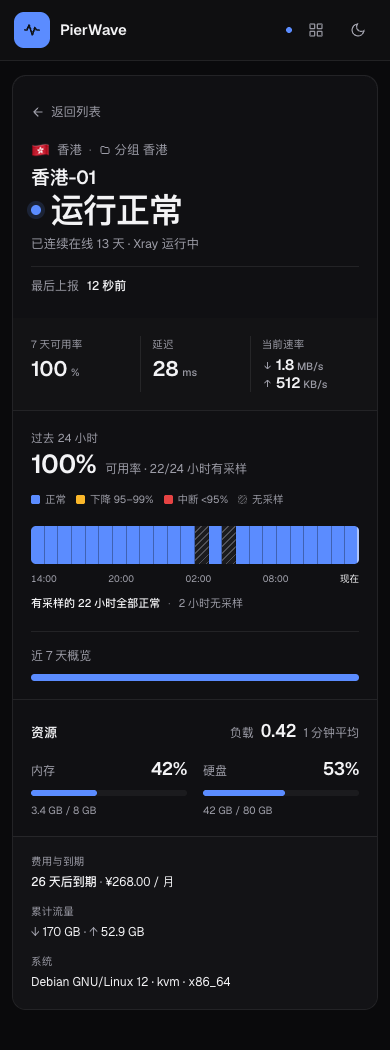 PierWave
返回列表
香港 · 分组 香港
香港-01
运行正常
已连续在线 13 天 · Xray 运行中
最后上报 12 秒前
7 天可用率
100 %
延迟
28 ms
当前速率
↓ 1.8 MB/s
↑ 512 KB/s
过去 24 小时
100% 可用率 · 22/24 小时有采样
正常 下降 95–99% 中断 <95% 无采样
14:00 20:00 02:00 08:00 现在
有采样的 22 小时全部正常 · 2 小时无采样
近 7 天概览
资源 负载 0.42 1 分钟平均
内存 42%
3.4 GB / 8 GB
硬盘 53%
42 GB / 80 GB
费用与到期
26 天后到期 · ¥268.00 / 月
累计流量
↓ 170 GB · ↑ 52.9 GB
系统
Debian GNU/Linux 12 · kvm · x86_64